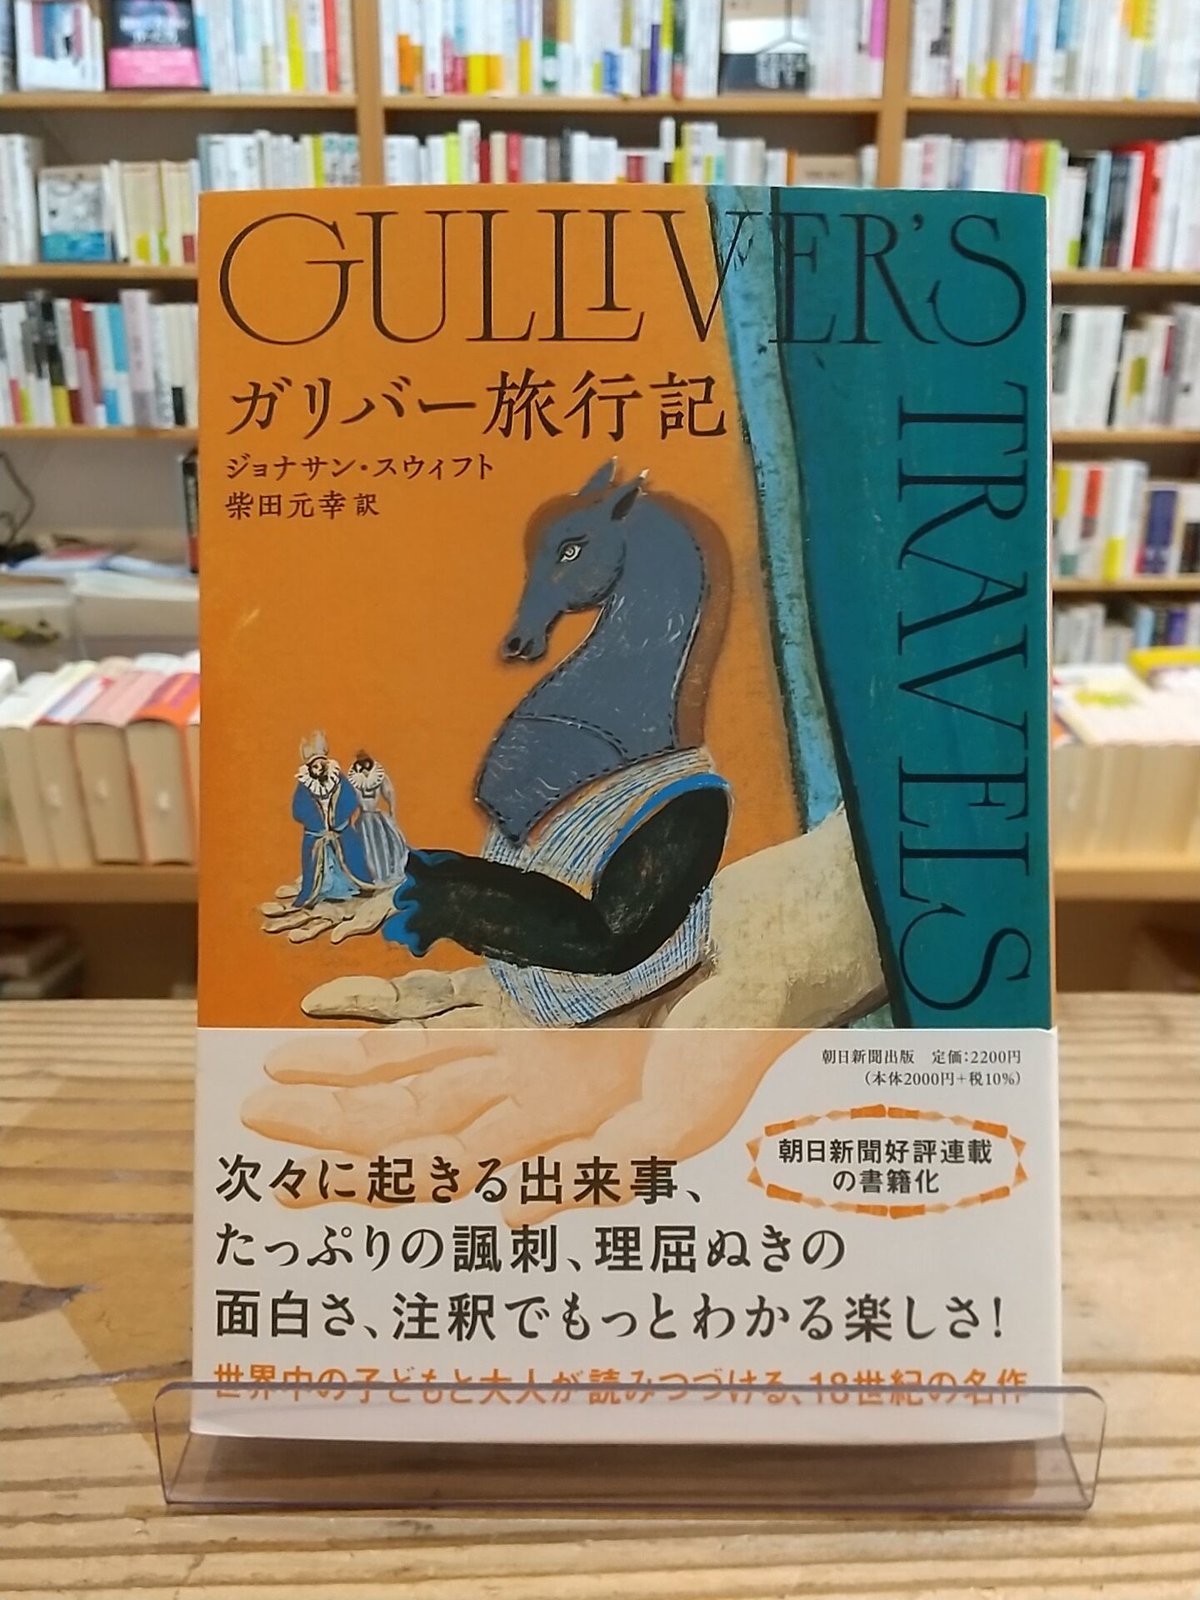 GULLIVER'S
TRAVELS
ガリバー旅行記
ジョナサン・スウィフト
柴田元幸 訳
朝日新聞出版　定価:2200円
(本体2000円+税10%)
朝日新聞好評連載
の書籍化
次々に起きる出来事、
たっぷりの諷刺、理屈ぬきの
面白さ、注釈でもっとわかる楽しさ!
世界中の子どもと大人が読みつづける、18世紀の名作